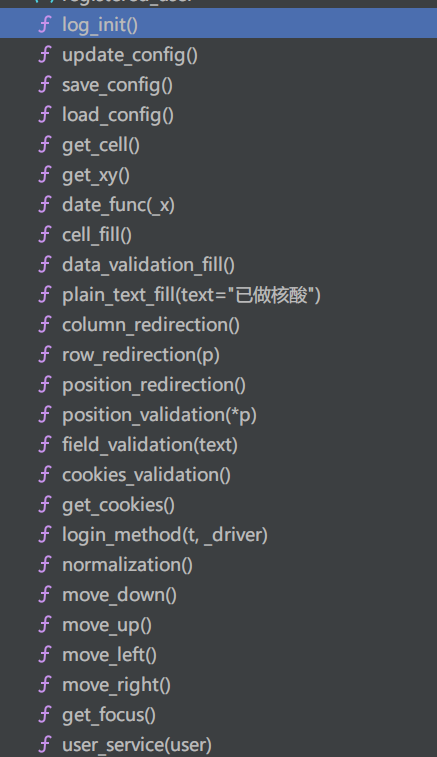 registered_user
log_init()
update_config()
save_config()
load_config()
get_cell()
get_xy()
date_func(_x)
cell_fill()
data_validation_fill()
plain_text_fill(text="已做核酸")
column_redirection()
row_redirection(p)
position_redirection()
position_validation(*p)
field_validation(text)
cookies_validation()
get_cookies()
login_method(t, _driver)
normalization()
move_down()
move_up()
move_left()
move_right()
get_focus()
user_service(user)